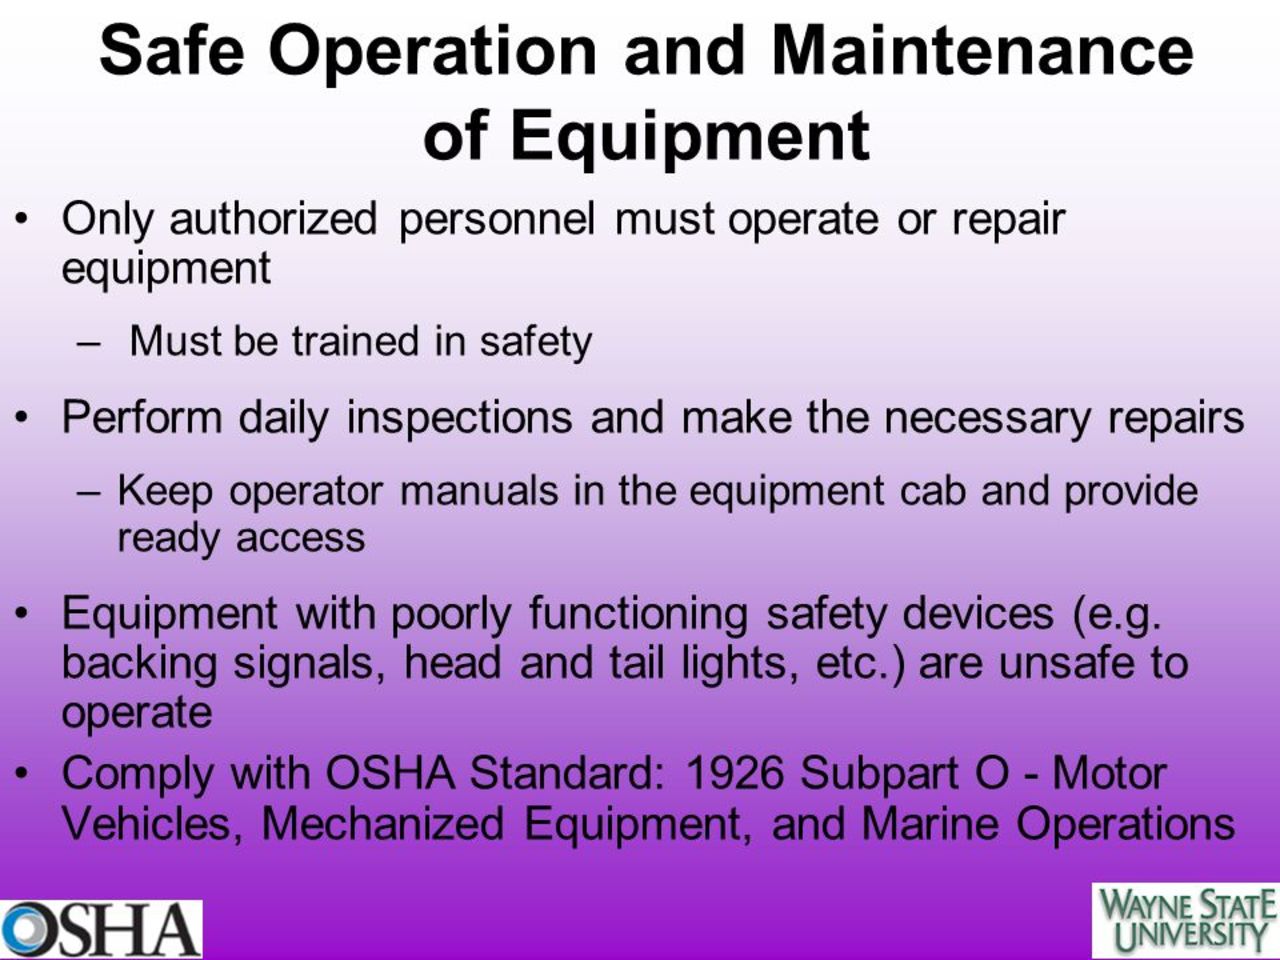 Safe Operation and Maintenance
of Equipment
• Only authorized personnel must operate or repair
equipment
– Must be trained in safety
• Perform daily inspections and make the necessary repairs
– Keep operator manuals in the equipment cab and provide
ready access
• Equipment with poorly functioning safety devices (e.g.
backing signals, head and tail lights, etc.) are unsafe to
operate
• Comply with OSHA Standard: 1926 Subpart O - Motor
Vehicles, Mechanized Equipment, and Marine Operations
OSHA
WAYNE STATE
UNIVERSITY